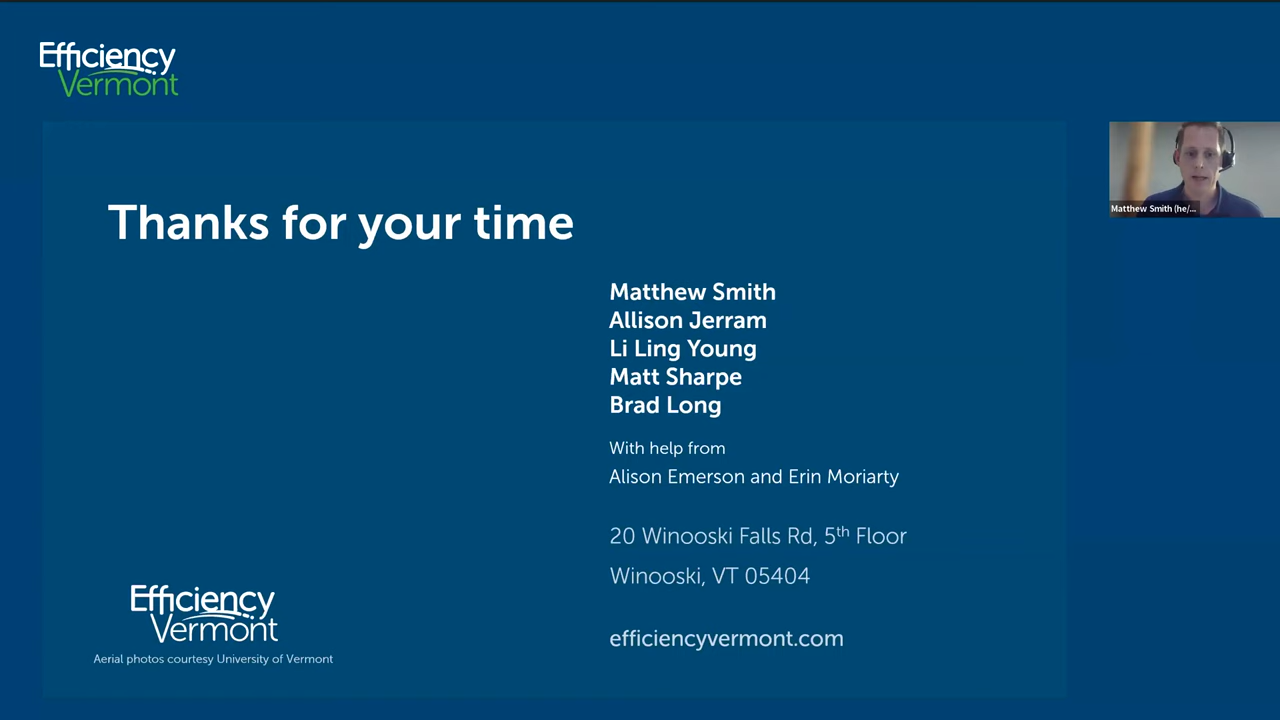 Efficiency
Vermont
Thanks for your time
Matthew Smith (he/...
Matthew Smith
Allison Jerram
Li Ling Young
Matt Sharpe
Brad Long
With help from
Alison Emerson and Erin Moriarty
20 Winooski Falls Rd, 5th Floor
Winooski, VT 05404
efficiencyvermont.com
Efficiency
Vermont
Aerial photos courtesy University of Vermont